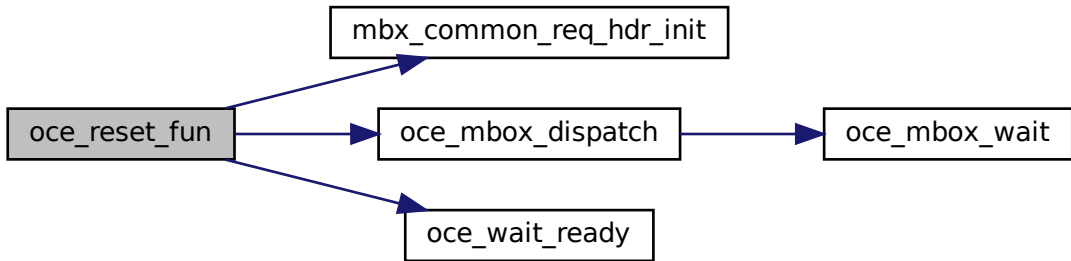 mbx_common_req_hdr_init
oce_reset_fun
oce_mbox_dispatch
oce_mbox_wait
oce_wait_ready